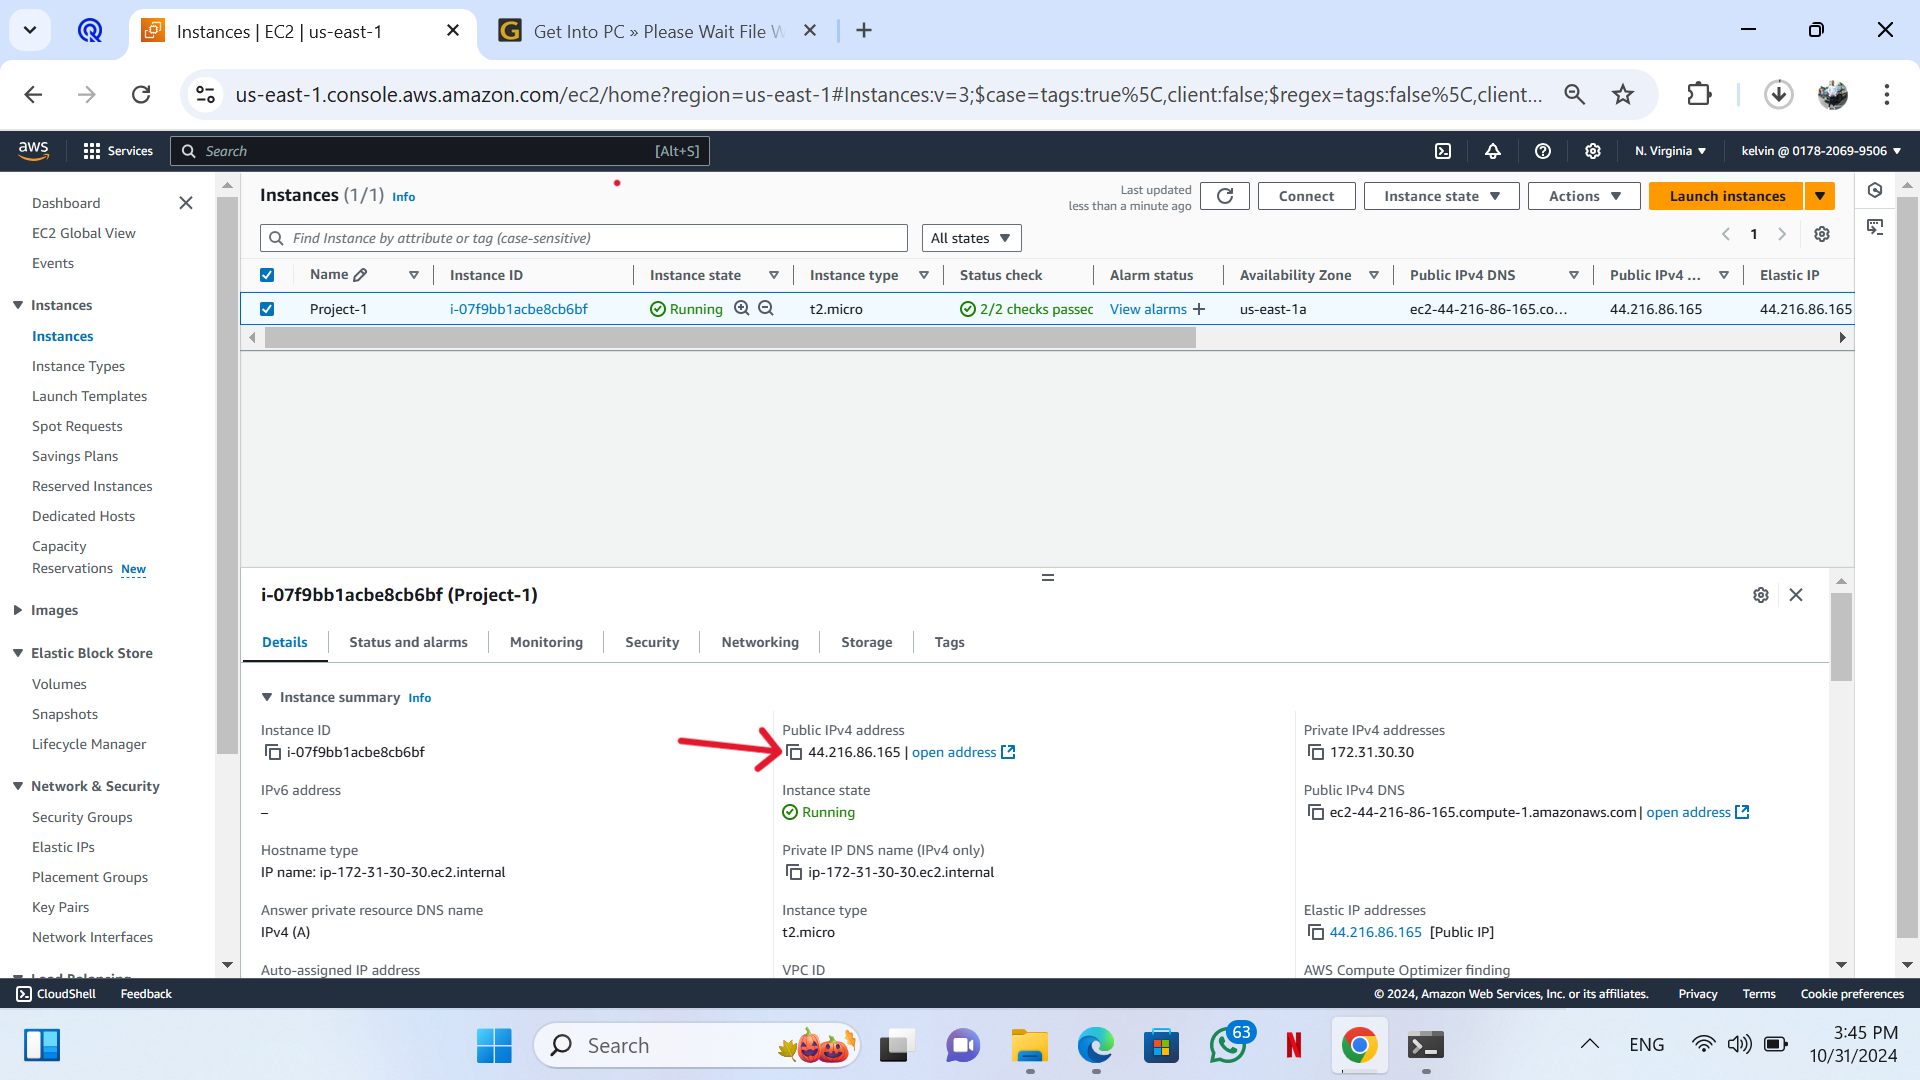 Instances | EC2 | us-east-1
Get Into PC » Please Wait File W
us-east-1.console.aws.amazon.com/ec2/home?region=us-east-1#Instances:v=3;$case=tags:true%5C,client:false;$regex=tags:false%5C,client...
aws
Services
Search
[Alt+S]
N. Virginia
kelvin @ 0178-2069-9506
Dashboard
EC2 Global View
Events
Instances
Instances
Instance Types
Launch Templates
Spot Requests
Savings Plans
Reserved Instances
Dedicated Hosts
Capacity
Reservations New
Images
Elastic Block Store
Volumes
Snapshots
Lifecycle Manager
Network & Security
Security Groups
Elastic IPs
Placement Groups
Key Pairs
Network Interfaces
Load Balancing
Instances (1/1) Info
Last updated
less than a minute ago
Connect
Instance state
Actions
Launch instances
Find Instance by attribute or tag (case-sensitive)
All states
1
Name
Instance ID
Instance state
Instance type
Status check
Alarm status
Availability Zone
Public IPv4 DNS
Public IPv4 ...
Elastic IP
Project-1
i-07f9bb1acbe8cb6bf
Running
t2.micro
2/2 checks passec
View alarms
us-east-1a
ec2-44-216-86-165.co...
44.216.86.165
44.216.86.165
i-07f9bb1acbe8cb6bf (Project-1)
Details
Status and alarms
Monitoring
Security
Networking
Storage
Tags
Instance summary Info
Instance ID
i-07f9bb1acbe8cb6bf
Public IPv4 address
44.216.86.165 | open address
Private IPv4 addresses
172.31.30.30
IPv6 address
–
Instance state
Running
Public IPv4 DNS
ec2-44-216-86-165.compute-1.amazonaws.com | open address
Hostname type
IP name: ip-172-31-30-30.ec2.internal
Private IP DNS name (IPv4 only)
ip-172-31-30-30.ec2.internal
Answer private resource DNS name
IPv4 (A)
Instance type
t2.micro
Elastic IP addresses
44.216.86.165 [Public IP]
Auto-assigned IP address
VPC ID
AWS Compute Optimizer finding
CloudShell
Feedback
© 2024, Amazon Web Services, Inc. or its affiliates.
Privacy
Terms
Cookie preferences
Search
63
N
ENG
3:45 PM
10/31/2024